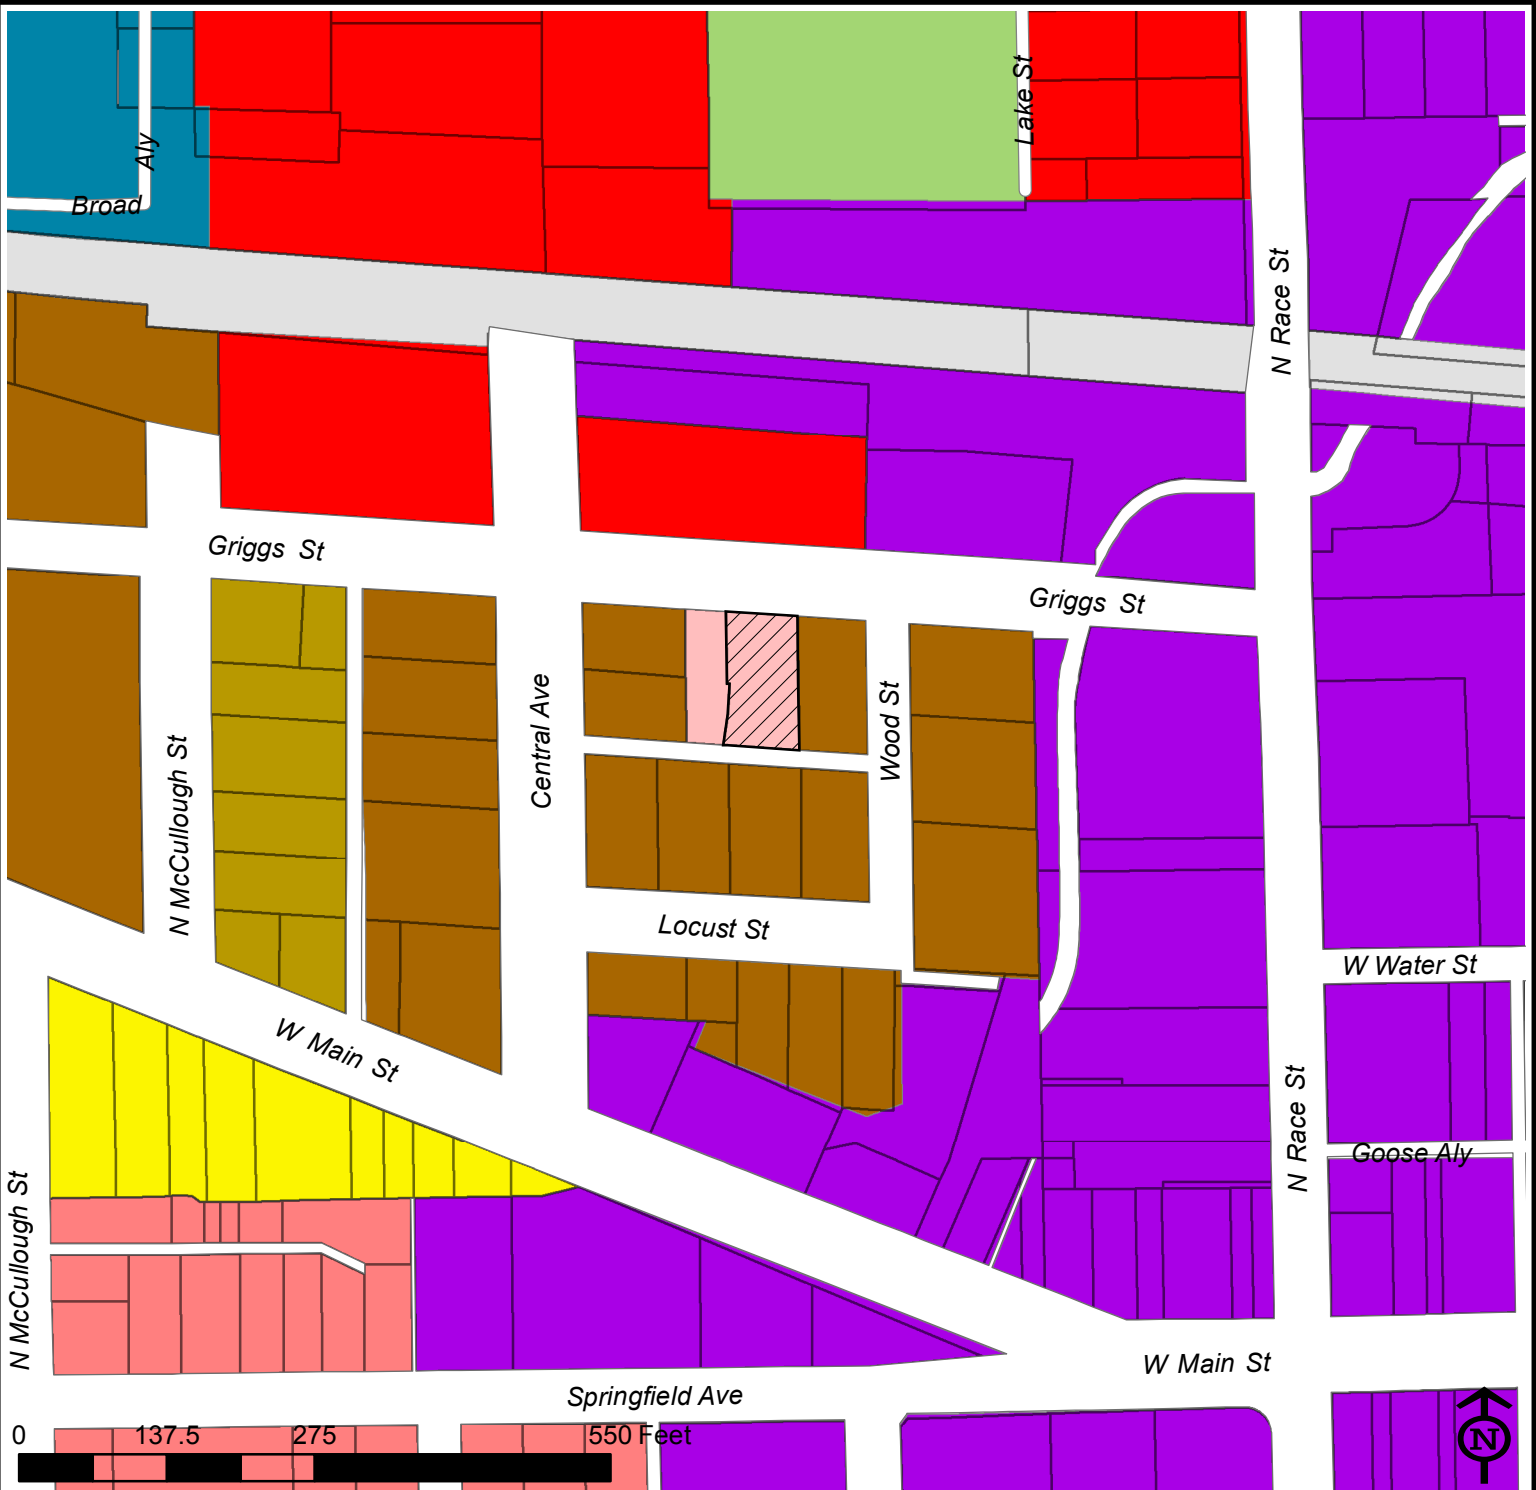 Lake St
Aly
Broad
N Race St
Griggs St
Griggs St
Central Ave
Wood St
N McCullough St
Locust St
W Water St
W Main St
N Race St
Goose Aly
N McCullough St
W Main St
Springfield Ave
0 137.5 275 550 Feet
N